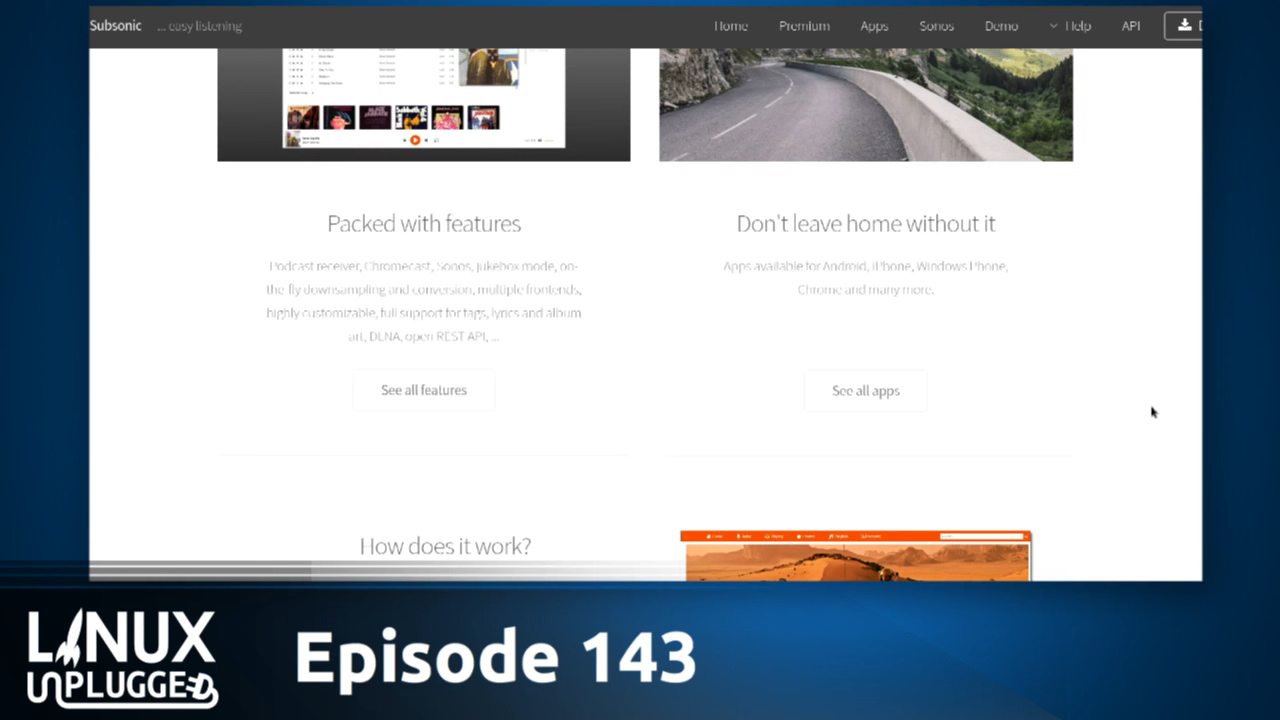 Subsonic ... easy listening Home Premium Apps Sonos Demo Help API
Packed with features
Podcast receiver, Chromecast, Sonos, jukebox mode, on-
the-fly downsampling and conversion, multiple frontends,
highly customizable, full support for tags, lyrics and album
art, DLNA, open REST API, ...
See all features
Don't leave home without it
Apps available for Android, iPhone, Windows Phone,
Chrome and many more.
See all apps
How does it work?
LINUX
UNPLUGGED
Episode 143